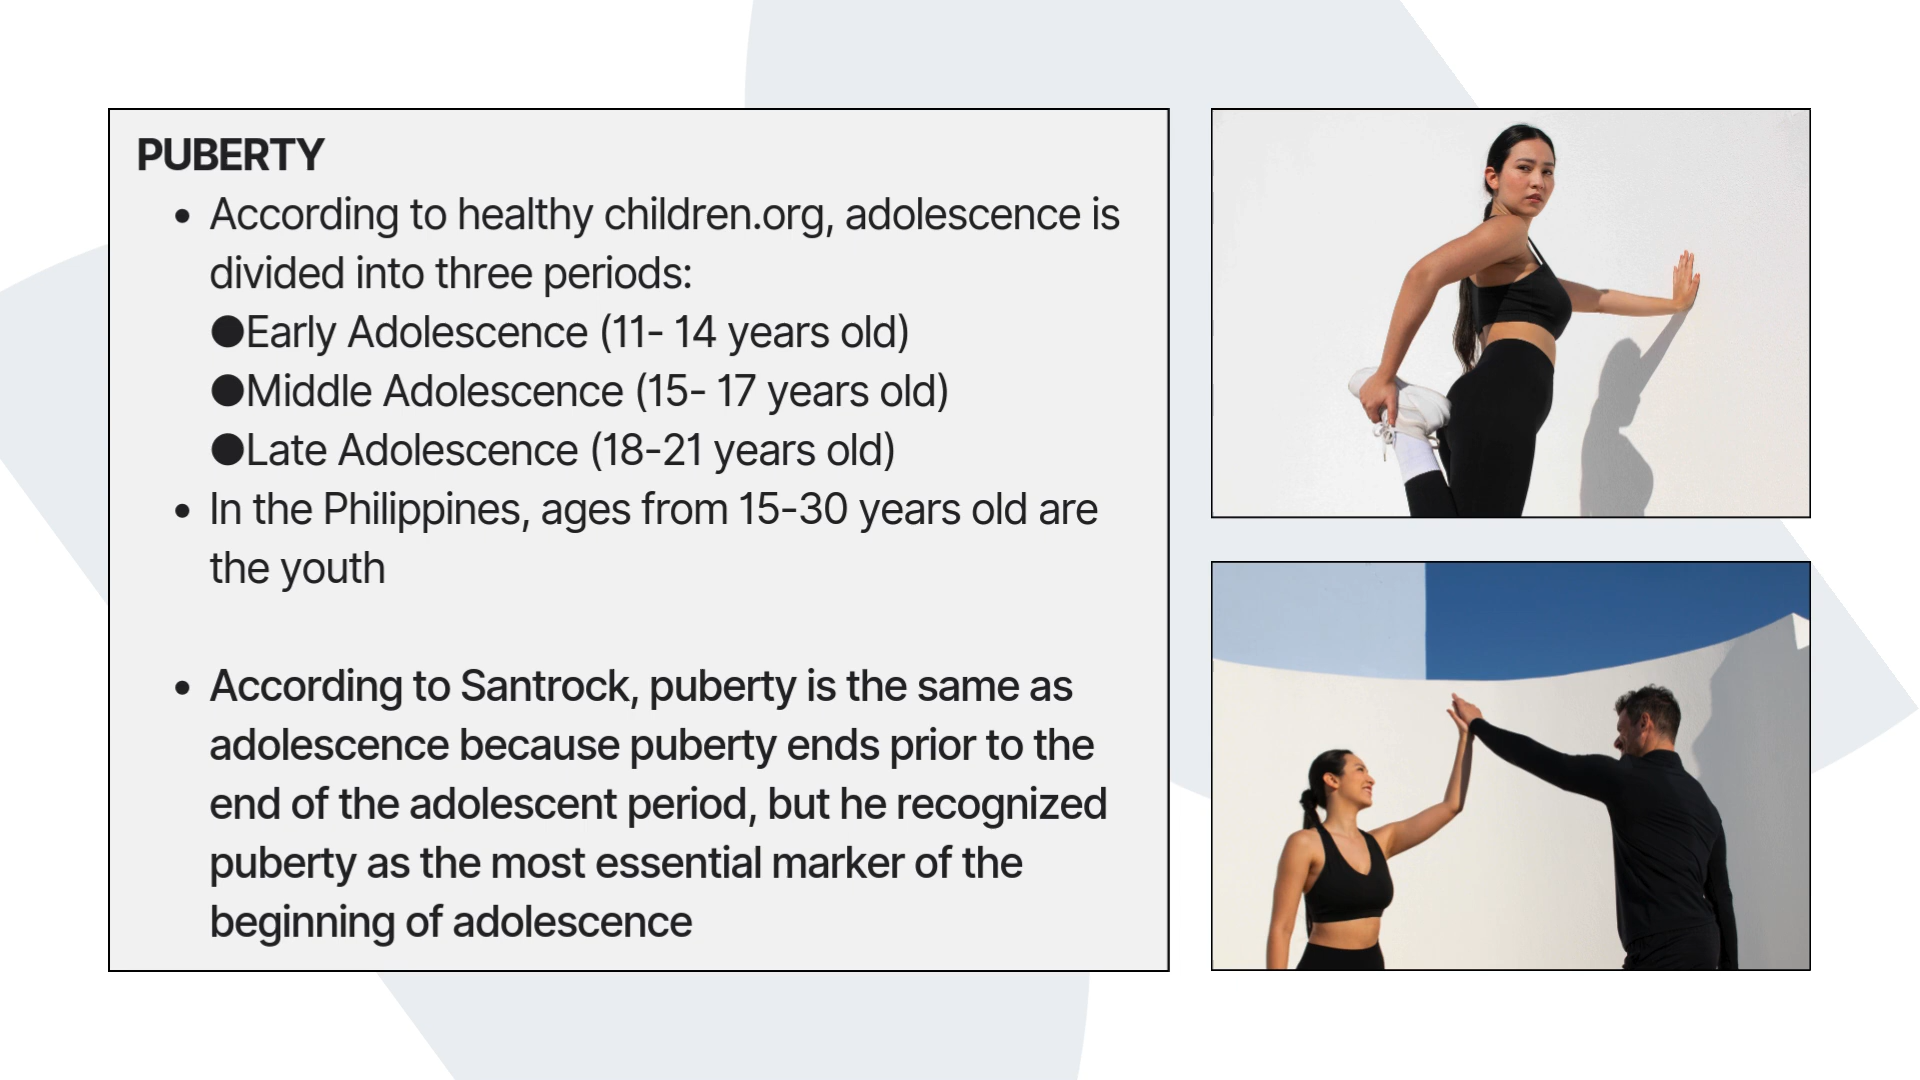 PUBERTY
• According to healthy children.org, adolescence is
divided into three periods:
●Early Adolescence (11- 14 years old)
●Middle Adolescence (15- 17 years old)
●Late Adolescence (18-21 years old)
• In the Philippines, ages from 15-30 years old are
the youth
• According to Santrock, puberty is the same as
adolescence because puberty ends prior to the
end of the adolescent period, but he recognized
puberty as the most essential marker of the
beginning of adolescence